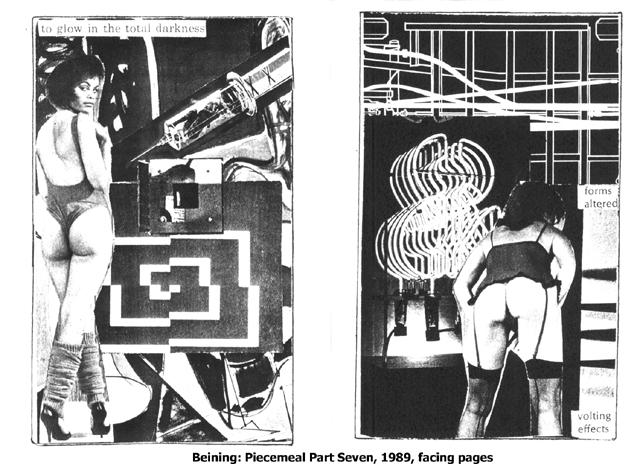 to glow in the total darkness
forms
altered
volting
effects
Beining: Piecemeal Part Seven, 1989, facing pages